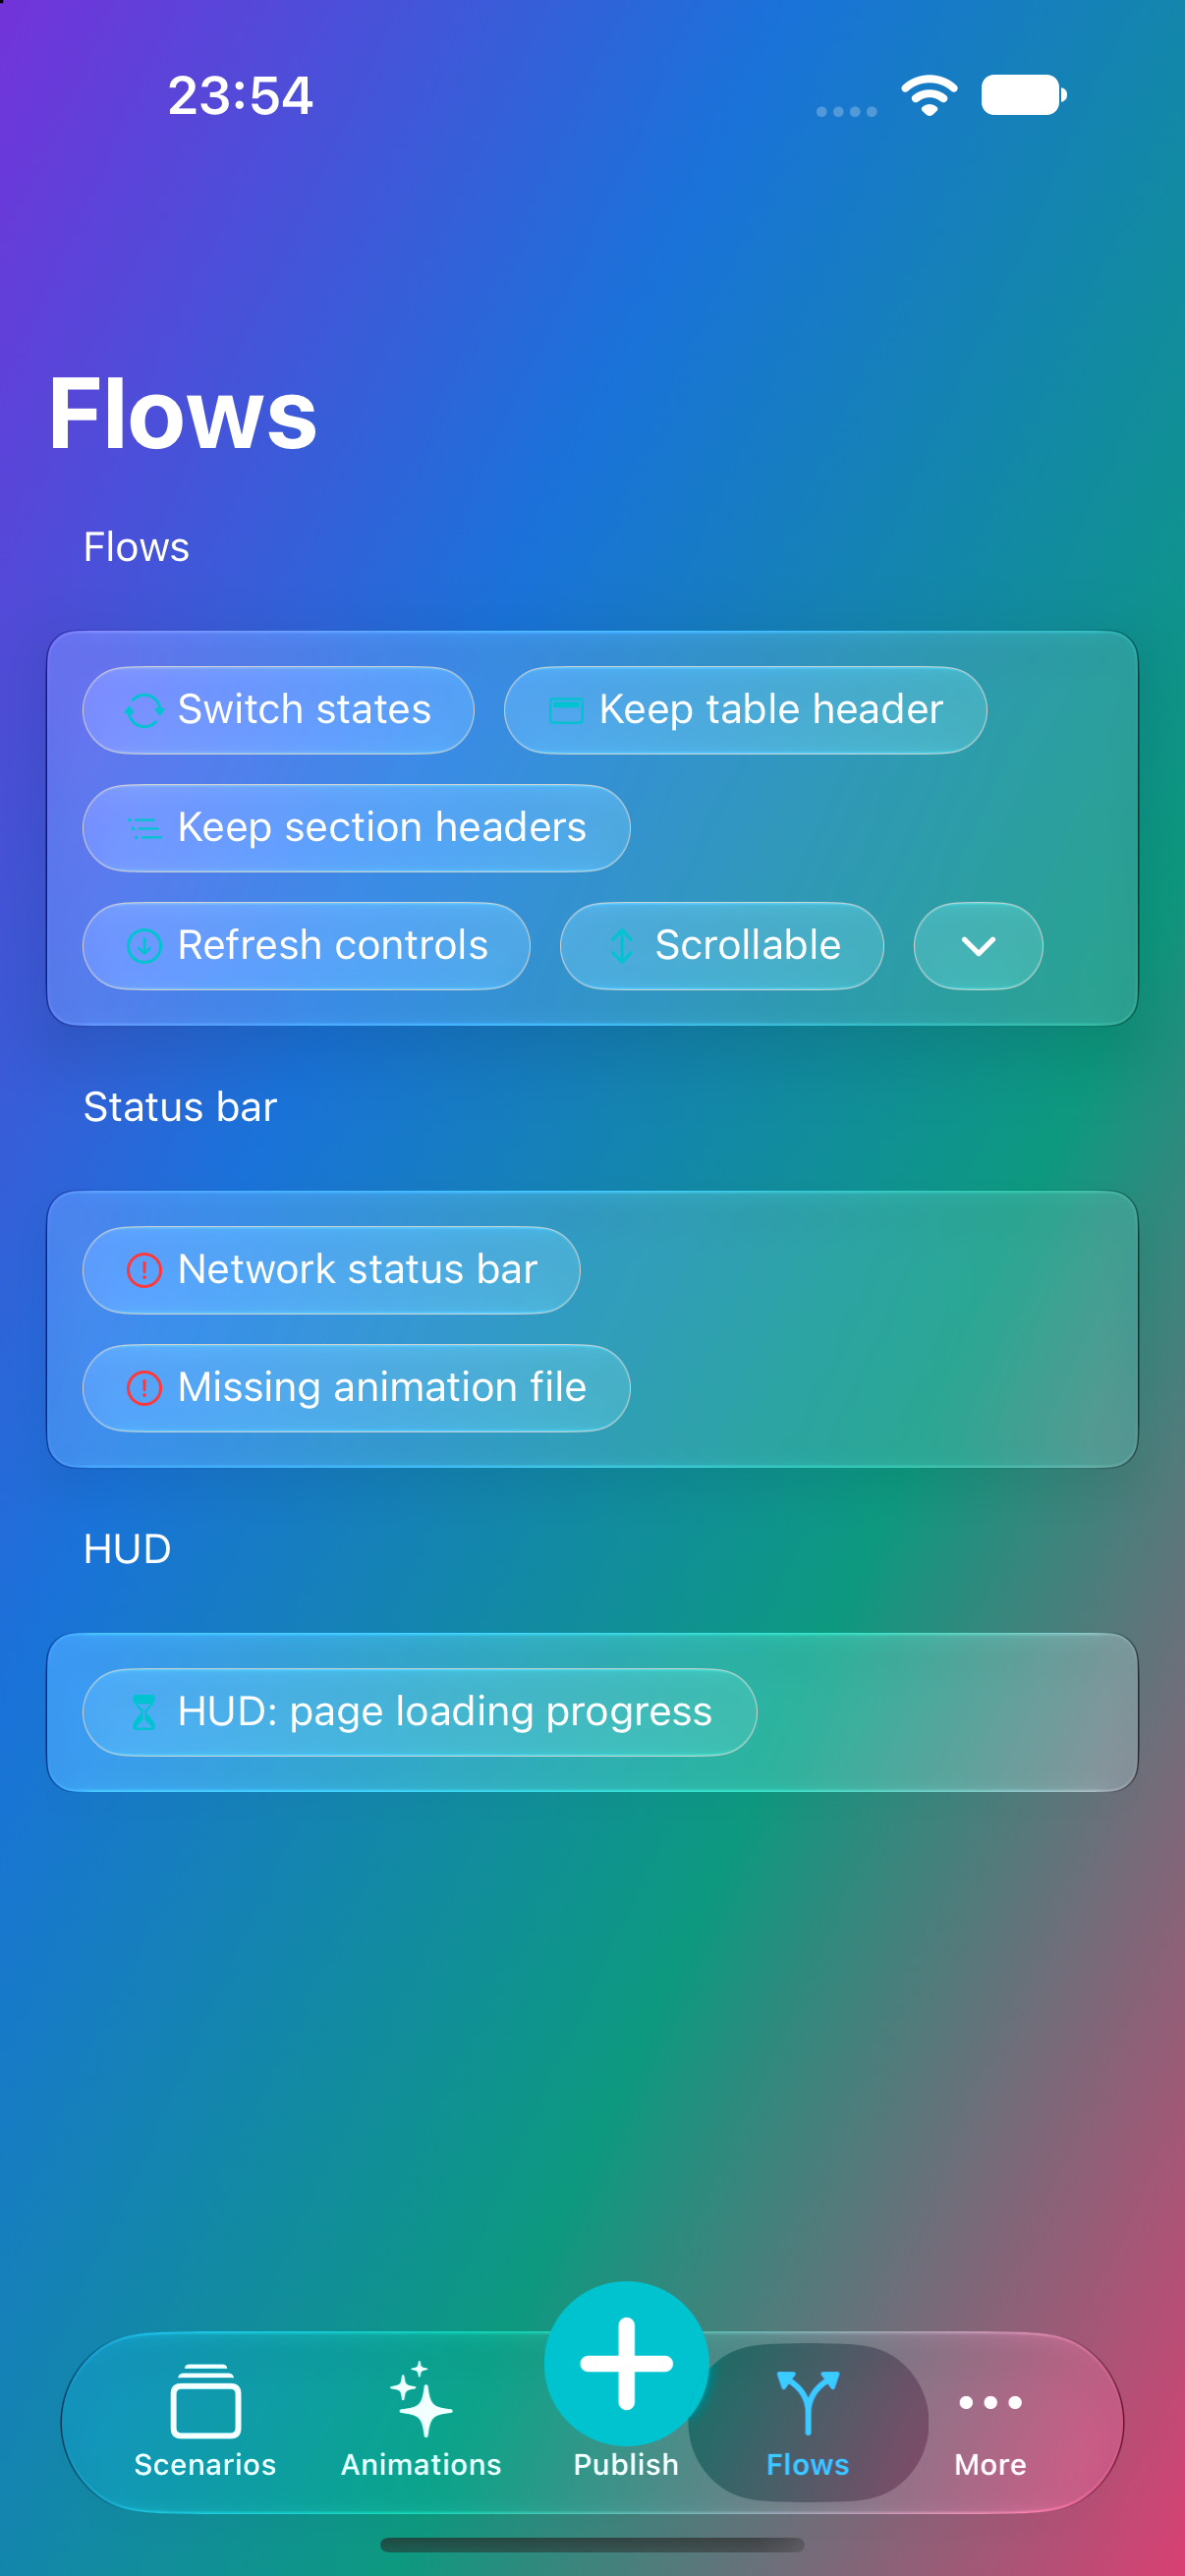 23:54
Flows
Flows
Switch states
Keep table header
Keep section headers
Refresh controls
Scrollable
Status bar
Network status bar
Missing animation file
HUD
HUD: page loading progress
Scenarios
Animations
Publish
Flows
More